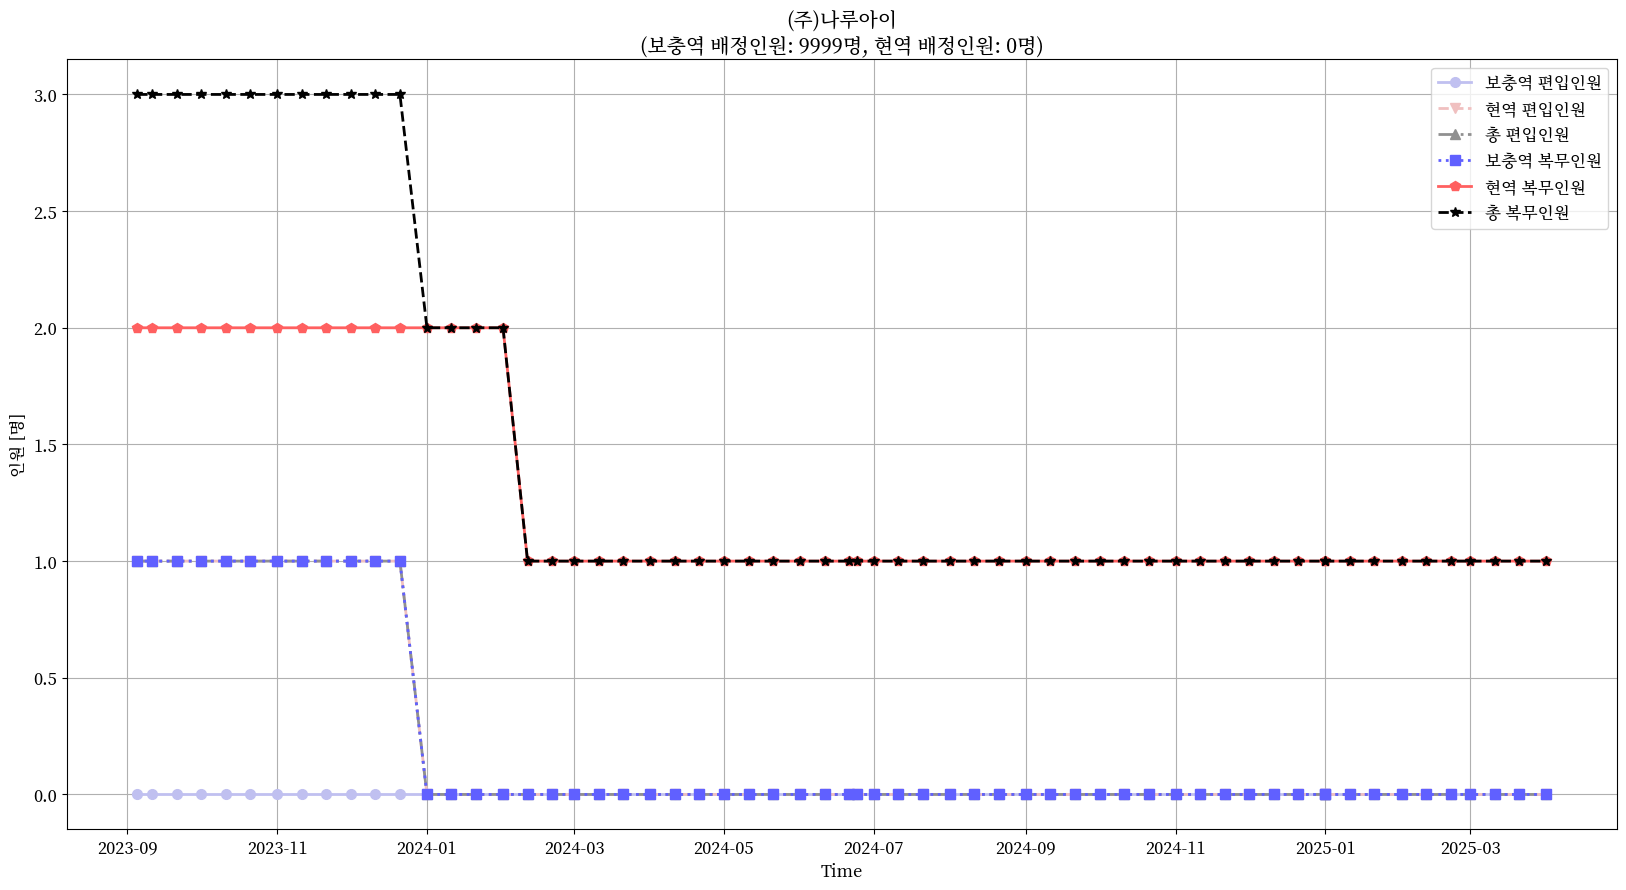 (주)나루아이
(보충역 배정인원: 9999명, 현역 배정인원: 0명)
보충역 편입인원
현역 편입인원
총 편입인원
보충역 복무인원
현역 복무인원
총 복무인원
3.0
2.5
2.0
1.5
1.0
0.5
0.0
인원 [명]
2023-09
2023-11
2024-01
2024-03
2024-05
2024-07
2024-09
2024-11
2025-01
2025-03
Time